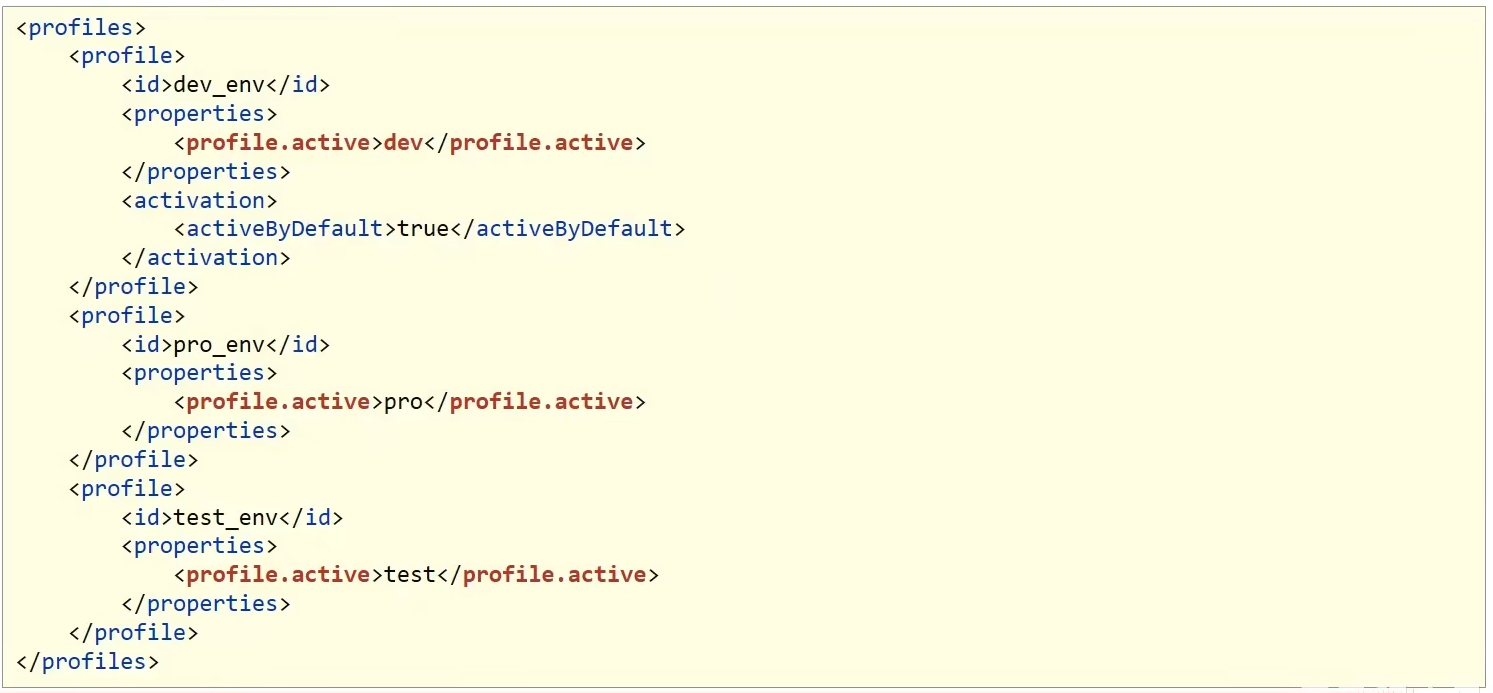 <profiles>
    <profile>
        <id>dev_env</id>
        <properties>
            <profile.active>dev</profile.active>
        </properties>
        <activation>
            <activeByDefault>true</activeByDefault>
        </activation>
    </profile>
    <profile>
        <id>pro_env</id>
        <properties>
            <profile.active>pro</profile.active>
        </properties>
    </profile>
    <profile>
        <id>test_env</id>
        <properties>
            <profile.active>test</profile.active>
        </properties>
    </profile>
</profiles>